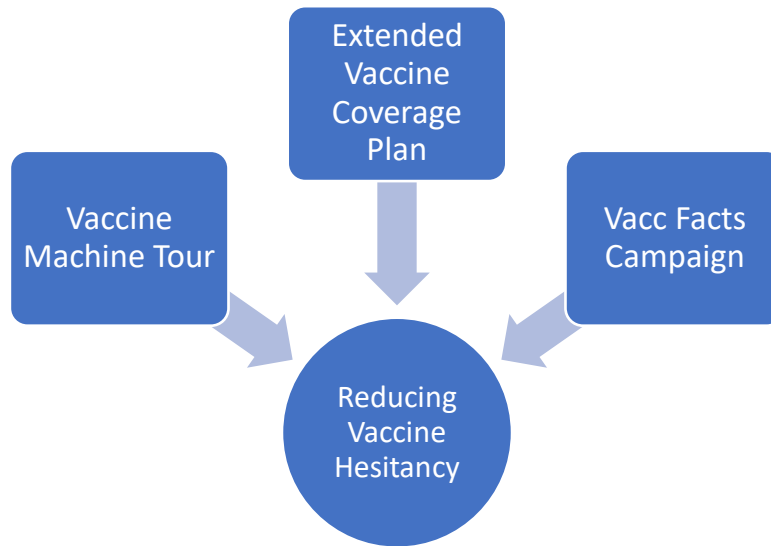 Extended
Vaccine
Coverage
Plan
Vaccine
Machine Tour
Vacc Facts
Campaign
Reducing
Vaccine
Hesitancy